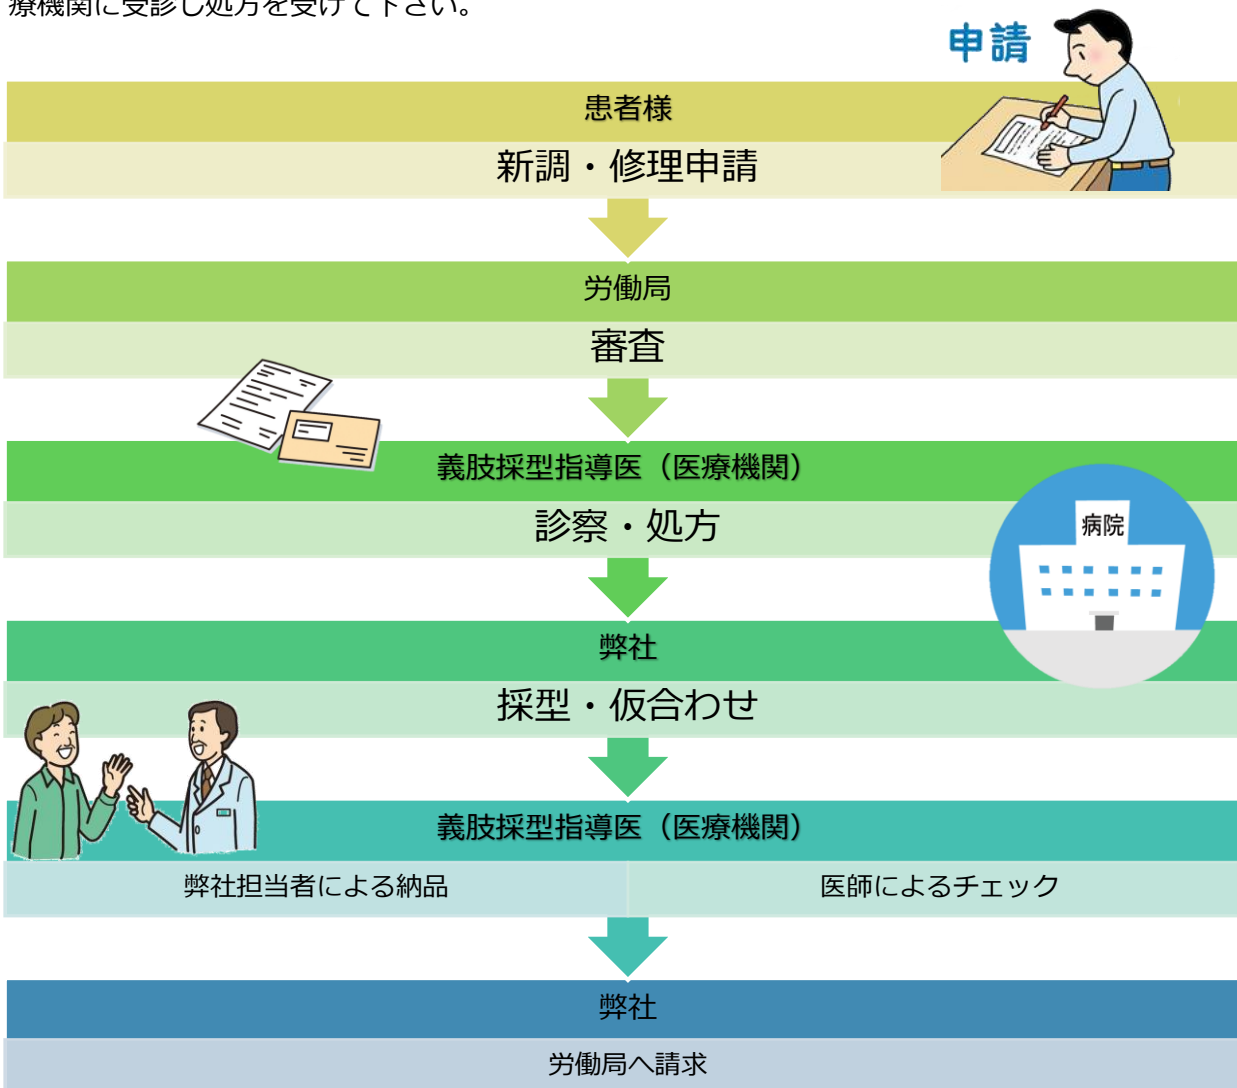 療機関に受診し処方を受けて下さい。
申請
患者様
新調・修理申請
労働局
審査
義肢採型指導医（医療機関）
診察・処方
病院
弊社
採型・仮合わせ
義肢採型指導医（医療機関）
弊社担当者による納品
医師によるチェック
弊社
労働局へ請求